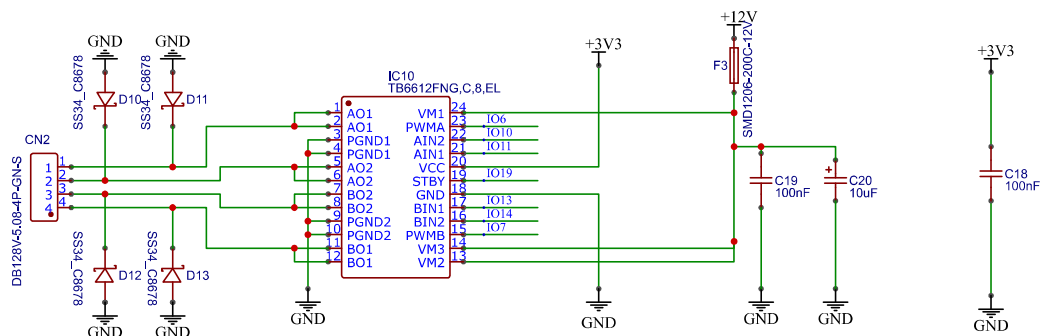 GND
GND
SS34_C8678
D10
SS34_C8678
D11
CN2
DB128V-5.08-4P-GN-S
1
2
3
4
1
2
3
4
SS34_C8678
D12
SS34_C8678
D13
GND
GND
IC10
TB6612FNG,C,8,EL
1 AO1 VM1 24
2 AO1 PWMA 23 IO6
3 PGND1 AIN2 22 IO10
4 PGND1 AIN1 21 IO11
5 AO2 VCC 20
6 AO2 STBY 19 IO19
7 BO2 GND 18
8 BO2 BIN1 17 IO13
9 PGND2 BIN2 16 IO14
10 PGND2 PWMB 15 IO7
11 BO1 VM3 14
12 BO1 VM2 13
GND
+3V3
GND
+12V
F3
SMD1206-200C-12V
C19
100nF
GND
+
C20
10uF
GND
+3V3
C18
100nF
GND